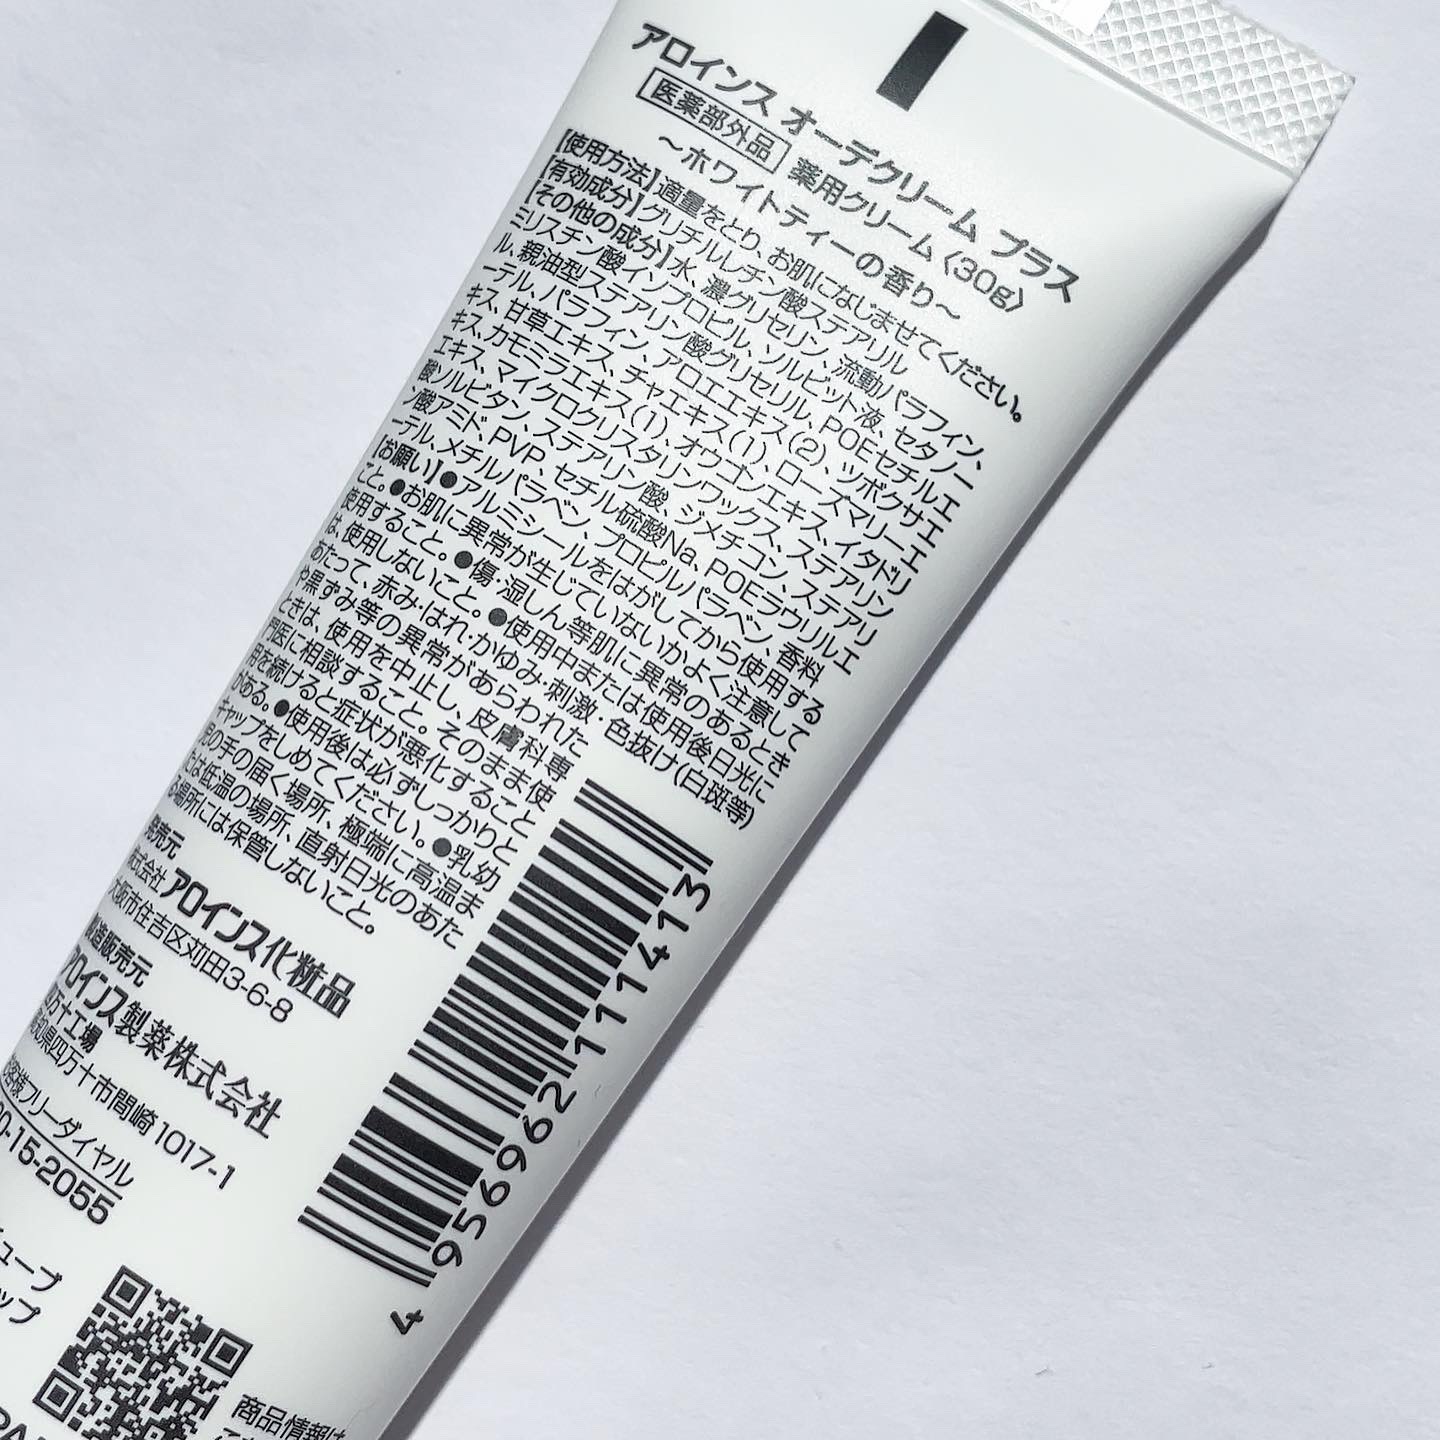 アロインス オーデクリーム プラス
医薬部外品 薬用クリーム〈30g〉
～ホワイトティーの香り～
【使用方法】適量をとり、お肌になじませてください。
【有効成分】グリチルレチン酸ステアリル
【その他の成分】水、濃グリセリン、流動パラフィン、
ミリスチン酸イソプロピル、ソルビット液、セタノー
ル、親油型ステアリン酸グリセリル、POEセチルエ
ーテル、パラフィン、アロエエキス(2)、ツボクサエ
キス、甘草エキス、チャエキス(1)、ローズマリーエ
キス、カモミラエキス(1)、オウゴンエキス、イタドリ
エキス、マイクロクリスタリンワックス、ステアリン
酸ソルビタン、ステアリン酸、ジメチコン、ステアリ
ン酸アミド、PVP、セチル硫酸Na、POEラウリルエ
ーテル、メチルパラベン、プロピルパラベン、香料
【お願い】●アルミシールをはがしてから使用する
こと。●お肌に異常が生じていないかよく注意して
使用すること。●傷・湿しん等肌に異常のあるとき
は、使用しないこと。●使用中または使用後日光に
あたって、赤み・はれ・かゆみ・刺激・色抜け(白斑等)
や黒ずみ等の異常があらわれた
ときは、使用を中止し、皮膚科専
門医に相談すること。そのまま使
用を続けると症状が悪化すること
がある。●使用後は必ずしっかりと
キャップをしめてください。●乳幼
児の手の届く場所、極端に高温ま
たは低温の場所、直射日光のあた
る場所には保管しないこと。
発売元
株式会社 アロインス化粧品
大阪市住吉区苅田3-6-8
製造販売元
アロインス製薬株式会社
四万十工場
高知県四万十市間崎1017-1
お客様フリーダイヤル
0-15-2055
4 956962 111413
商品情報は